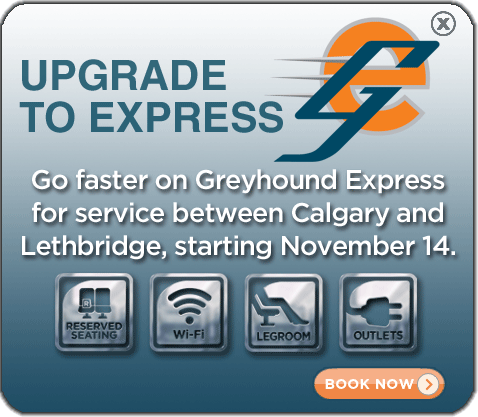 UPGRADE
TO EXPRESS
Go faster on Greyhound Express
for service between Calgary and
Lethbridge, starting November 14.
RESERVED
SEATING
Wi-Fi
LEGROOM
OUTLETS
BOOK NOW